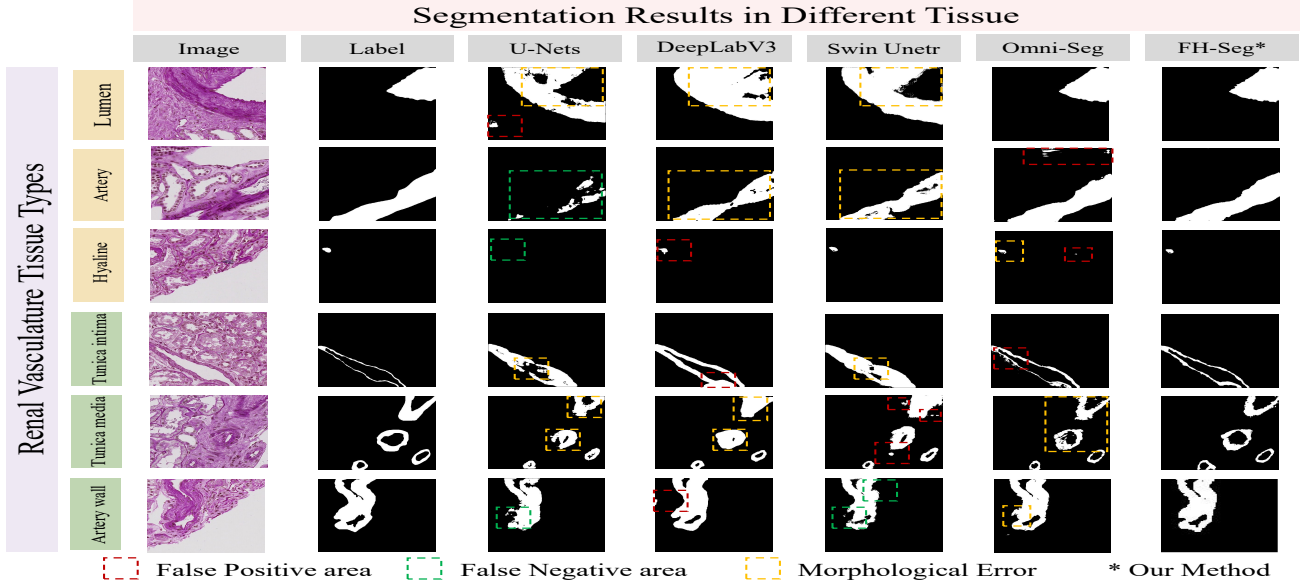 Segmentation Results in Different Tissue
Image Label U-Nets DeepLabV3 Swin Unetr Omni-Seg FH-Seg*
Renal Vasculature Tissue Types
Lumen
Artery
Hyaline
Tunica intima
Tunica media
Artery wall
False Positive area False Negative area Morphological Error * Our Method